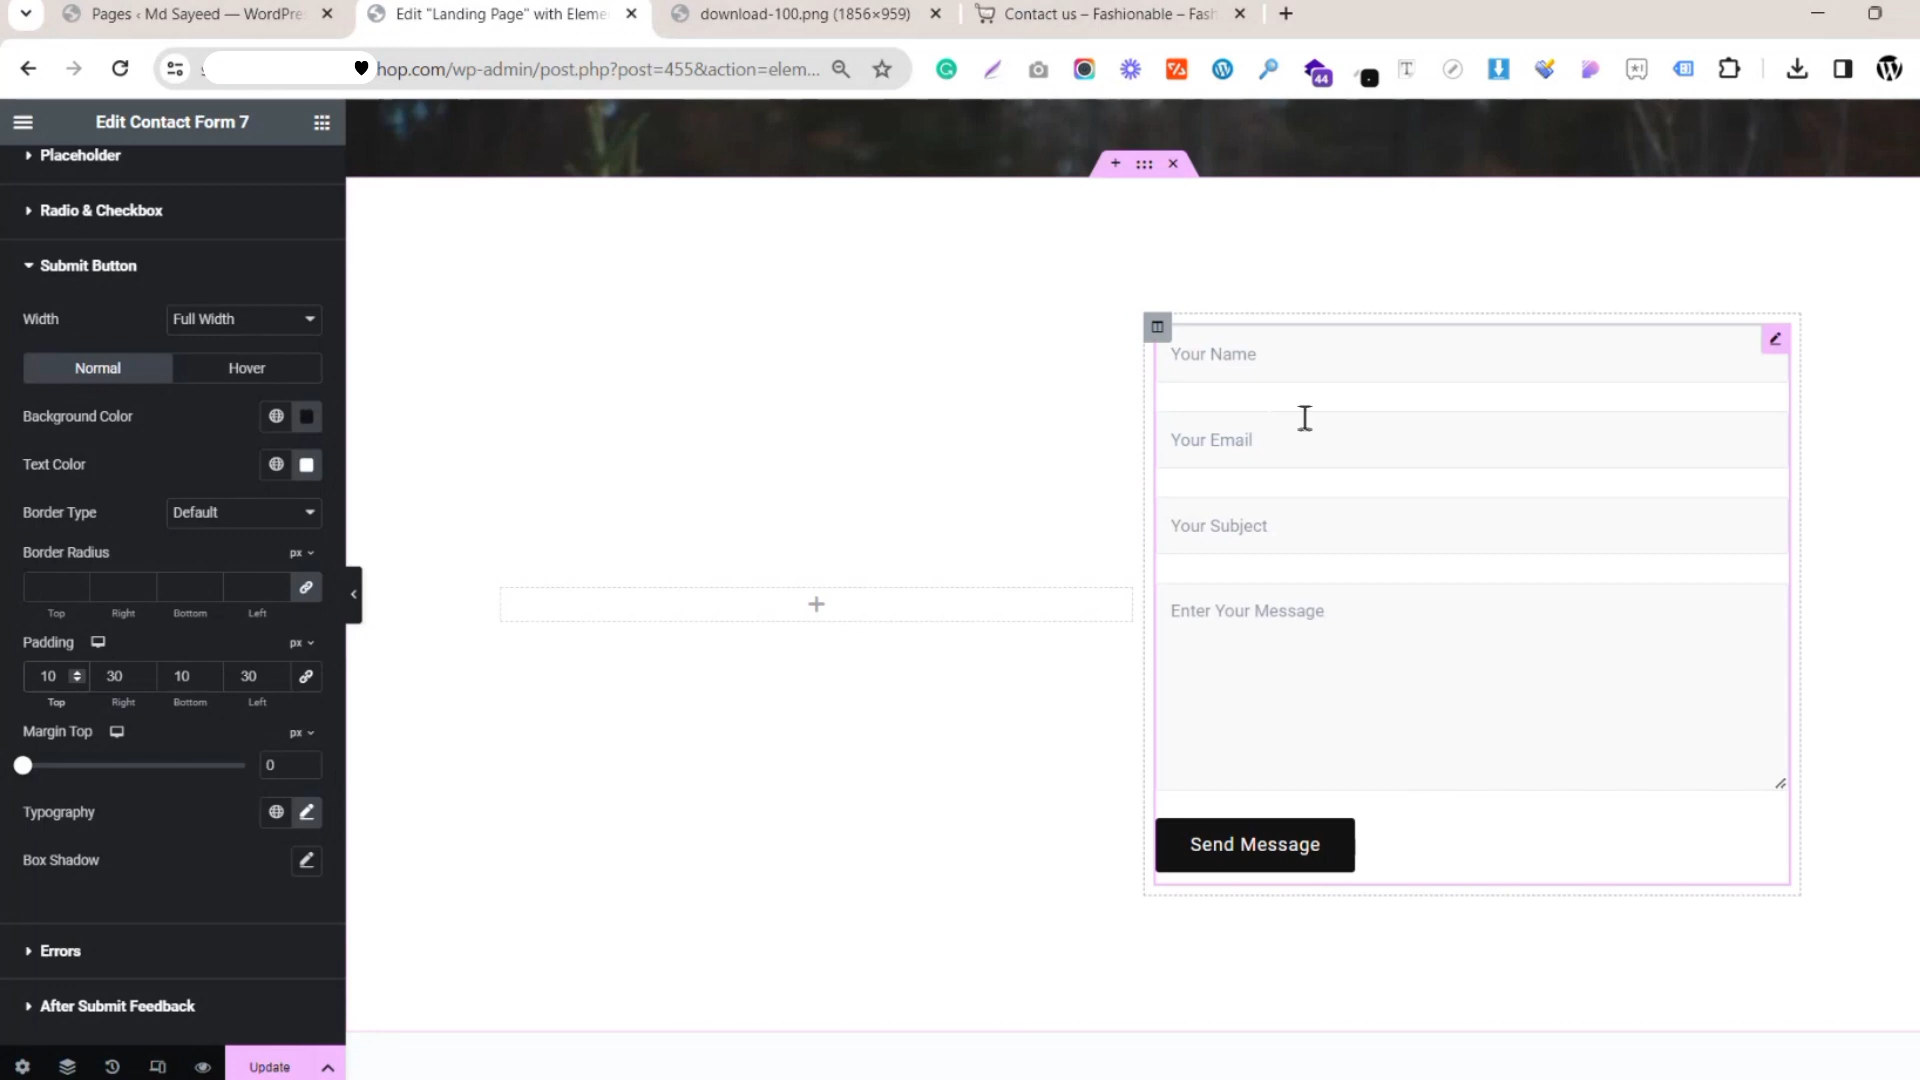 Pages ‹ Md Sayeed — WordPre
Edit "Landing Page" with Eleme
download-100.png (1856×959)
Contact us – Fashionable – Fash
hop.com/wp-admin/post.php?post=455&action=elem...
44
Edit Contact Form 7
Placeholder
Radio & Checkbox
Submit Button
Width
Full Width
Normal
Hover
Background Color
Text Color
Border Type
Default
Border Radius
px
Top Right Bottom Left
Padding
px
10 30 10 30
Top Right Bottom Left
Margin Top
px
0
Typography
Box Shadow
Errors
After Submit Feedback
Update
Your Name
Your Email
Your Subject
Enter Your Message
Send Message